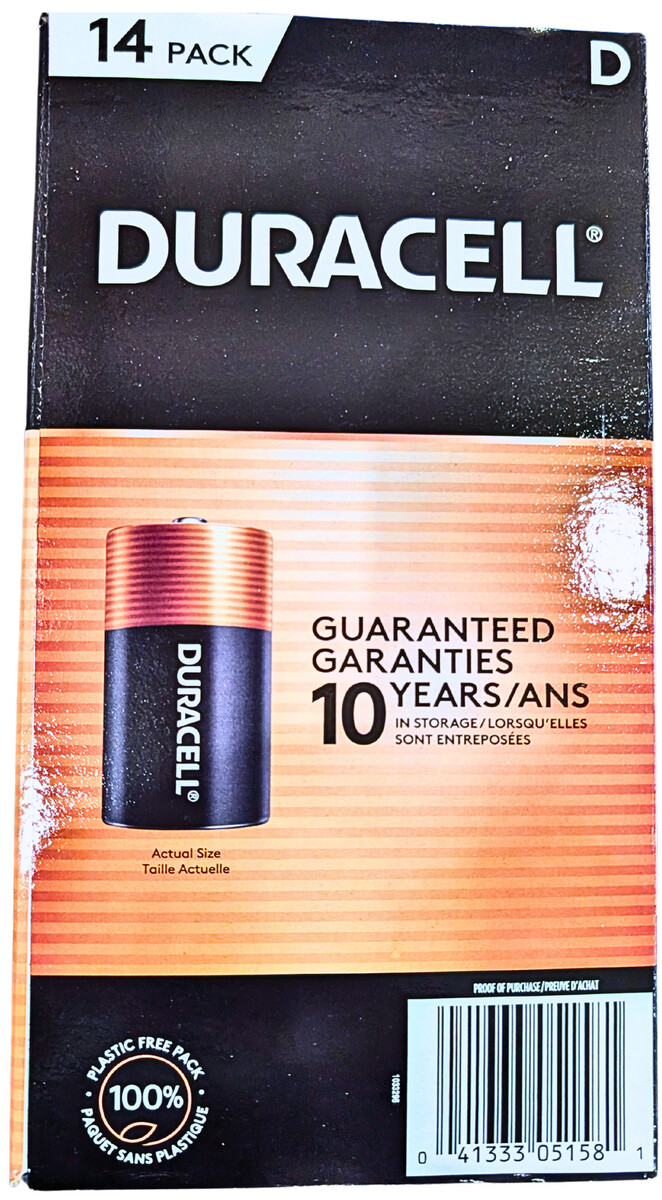 14 PACK
D
DURACELL®
DURACELL®
GUARANTEED
GARANTIES
10 YEARS/ANS
IN STORAGE/LORSQU'ELLES
SONT ENTREPOSÉES
Actual Size
Taille Actuelle
PROOF OF PURCHASE/PREUVE D'ACHAT
• PLASTIC FREE PACK •
100%
PAQUET SANS PLASTIQUE
1033296
0 41333 05158 1